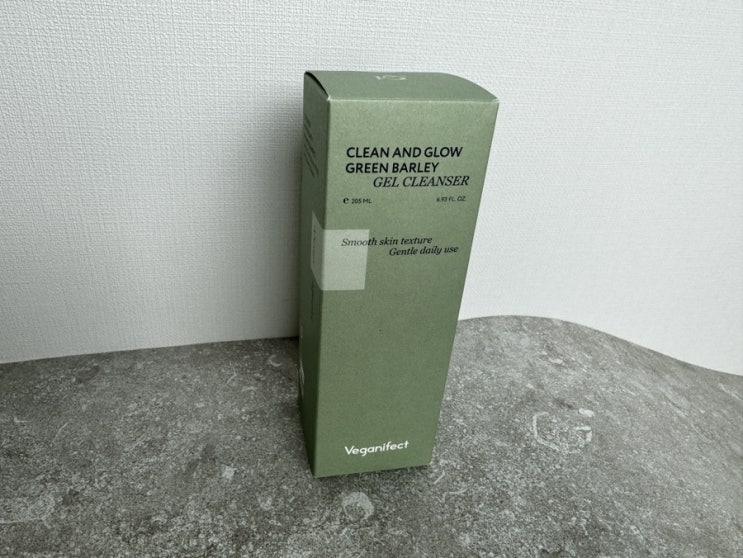 CLEAN AND GLOW
GREEN BARLEY
GEL CLEANSER
e 205 ML 6.93 FL. OZ.
Smooth skin texture
Gentle daily use
Veganifect